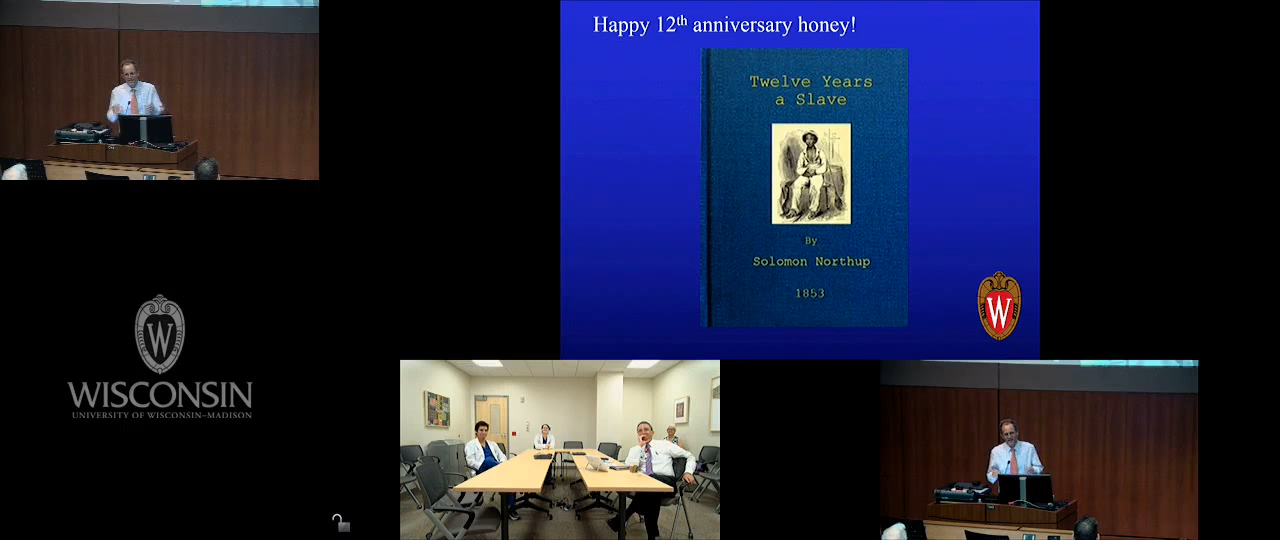 Happy 12th anniversary honey!
Twelve Years
a Slave
By
Solomon Northup
1853
W
W
WISCONSIN
UNIVERSITY OF WISCONSIN–MADISON